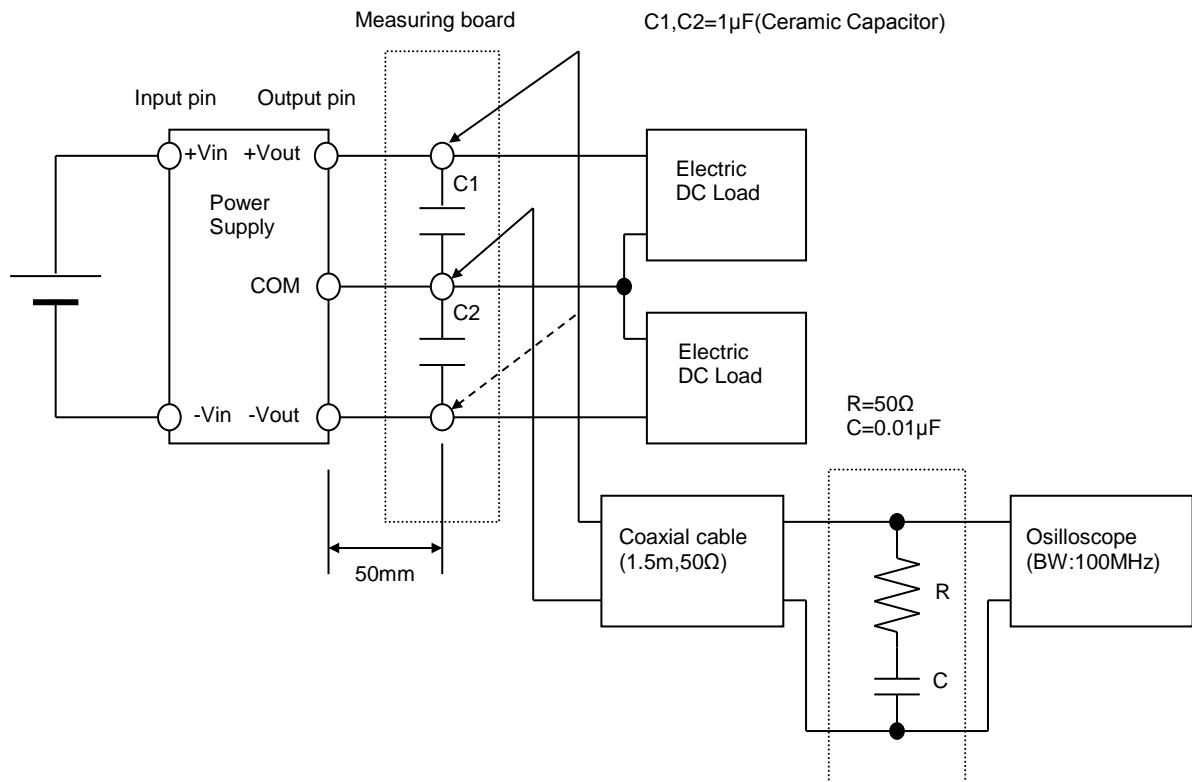 Measuring board
C1,C2=1µF(Ceramic Capacitor)
Input pin
Output pin
+Vin
+Vout
Power
Supply
COM
-Vin
-Vout
C1
C2
Electric
DC Load
Electric
DC Load
50mm
R=50Ω
C=0.01µF
Coaxial cable
(1.5m,50Ω)
R
C
Osilloscope
(BW:100MHz)